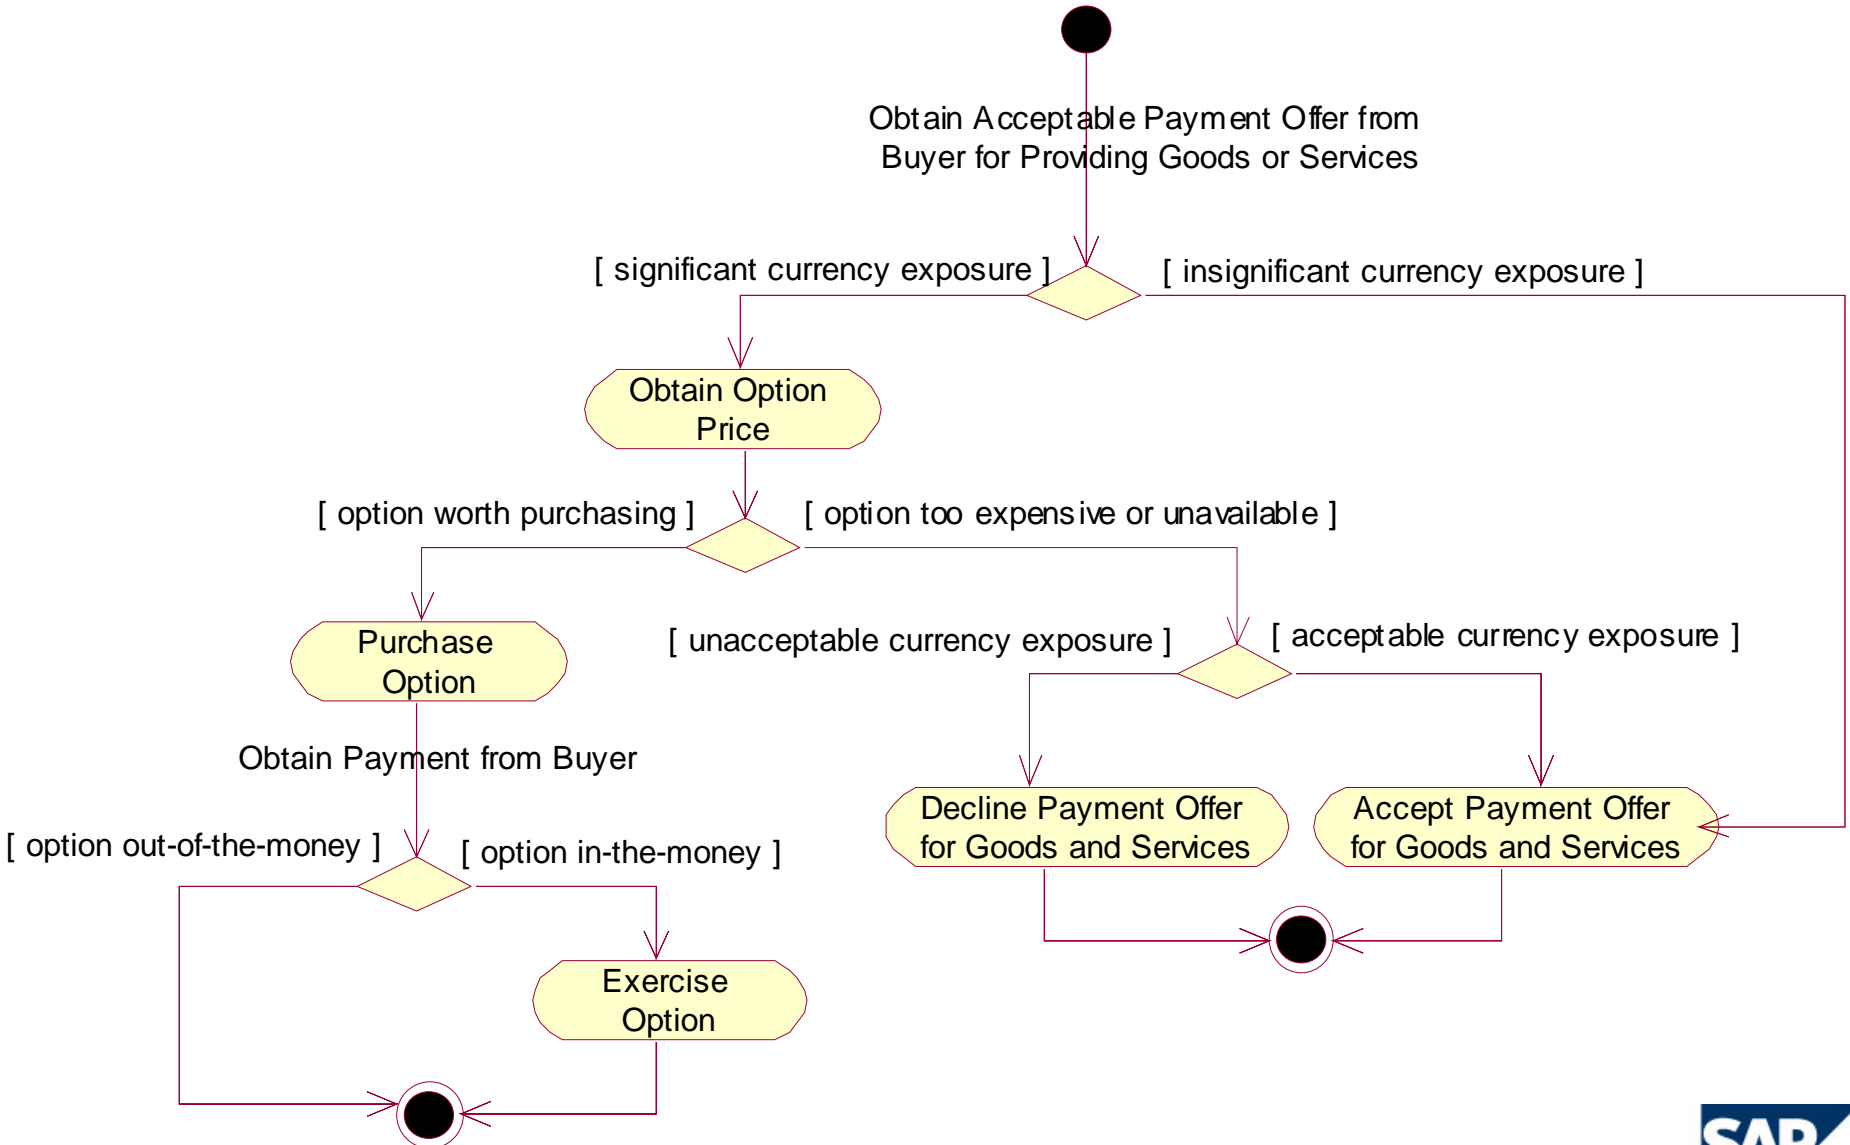 Obtain Acceptable Payment Offer from
Buyer for Providing Goods or Services
[ significant currency exposure ]
[ insignificant currency exposure ]
Obtain Option
Price
[ option worth purchasing ]
[ option too expensive or unavailable ]
Purchase
Option
[ unacceptable currency exposure ]
[ acceptable currency exposure ]
Obtain Payment from Buyer
Decline Payment Offer
for Goods and Services
Accept Payment Offer
for Goods and Services
[ option out-of-the-money ]
[ option in-the-money ]
Exercise
Option
SAP